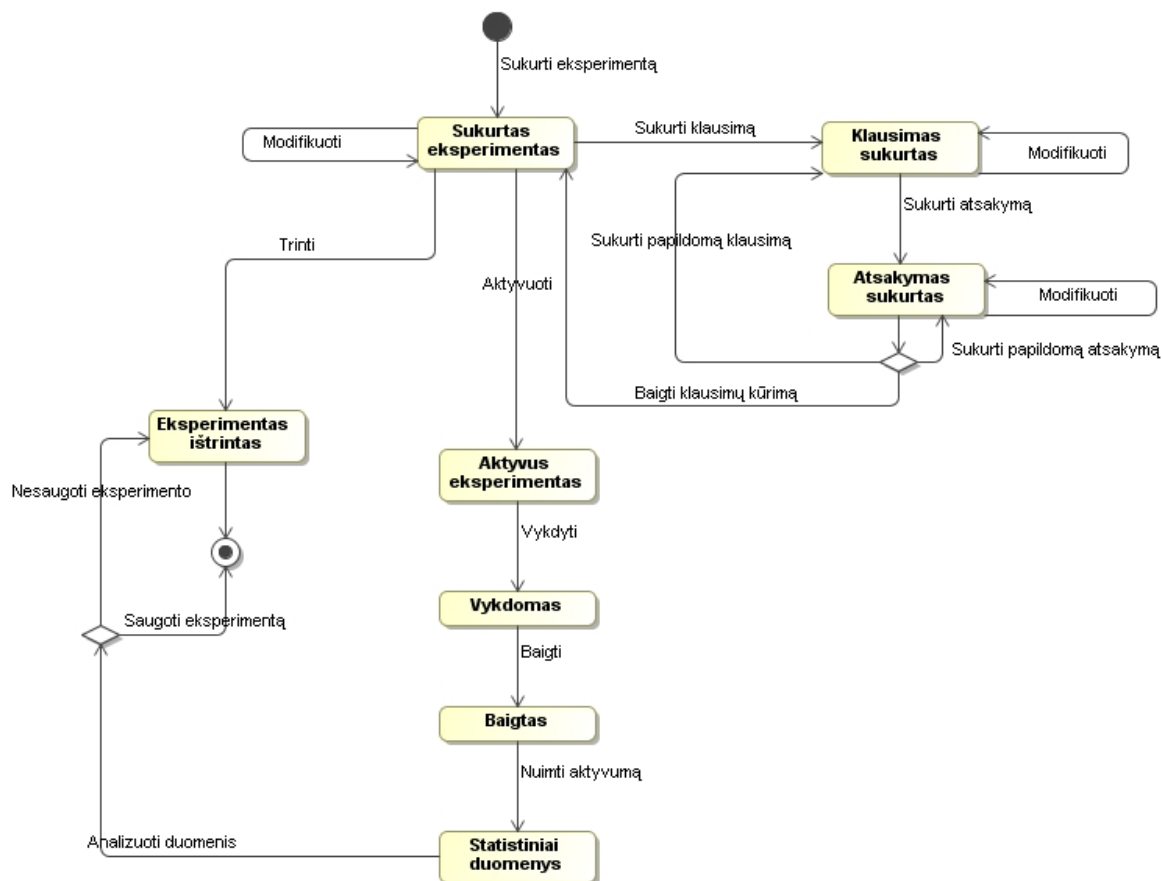 Sukurti eksperimentą
Sukurtas
eksperimentas
Modifikuoti
Sukurti klausimą
Klausimas
sukurtas
Modifikuoti
Sukurti atsakymą
Sukurti papildomą klausimą
Trinti
Aktyvuoti
Atsakymas
sukurtas
Modifikuoti
Sukurti papildomą atsakymą
Baigti klausimų kūrimą
Eksperimentas
ištrintas
Aktyvus
eksperimentas
Nesaugoti eksperimento
Vykdyti
Vykdomas
Saugoti eksperimentą
Baigti
Baigtas
Nuimti aktyvumą
Analizuoti duomenis
Statistiniai
duomenys